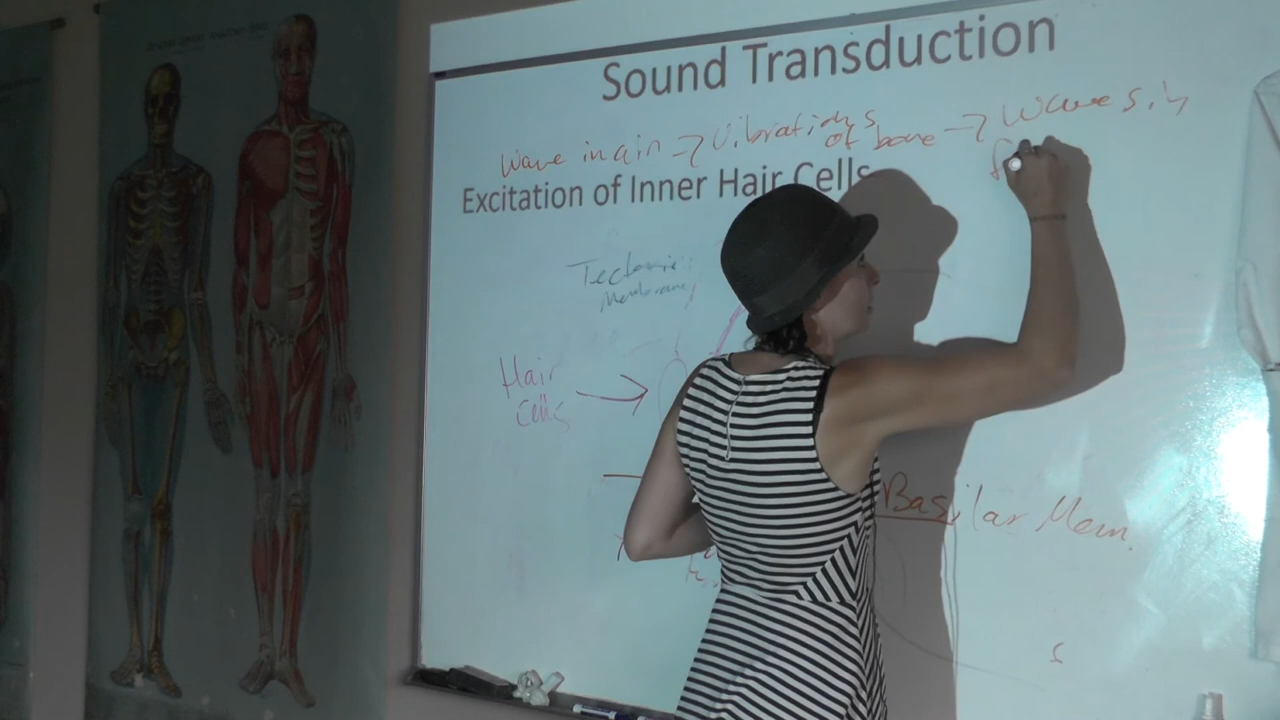 Sound Transduction
Wave in air → Vibrations of bone → Waves in
Excitation of Inner Hair Cells
Tectorial
Membrane
Hair
Cells
Basilar Mem.